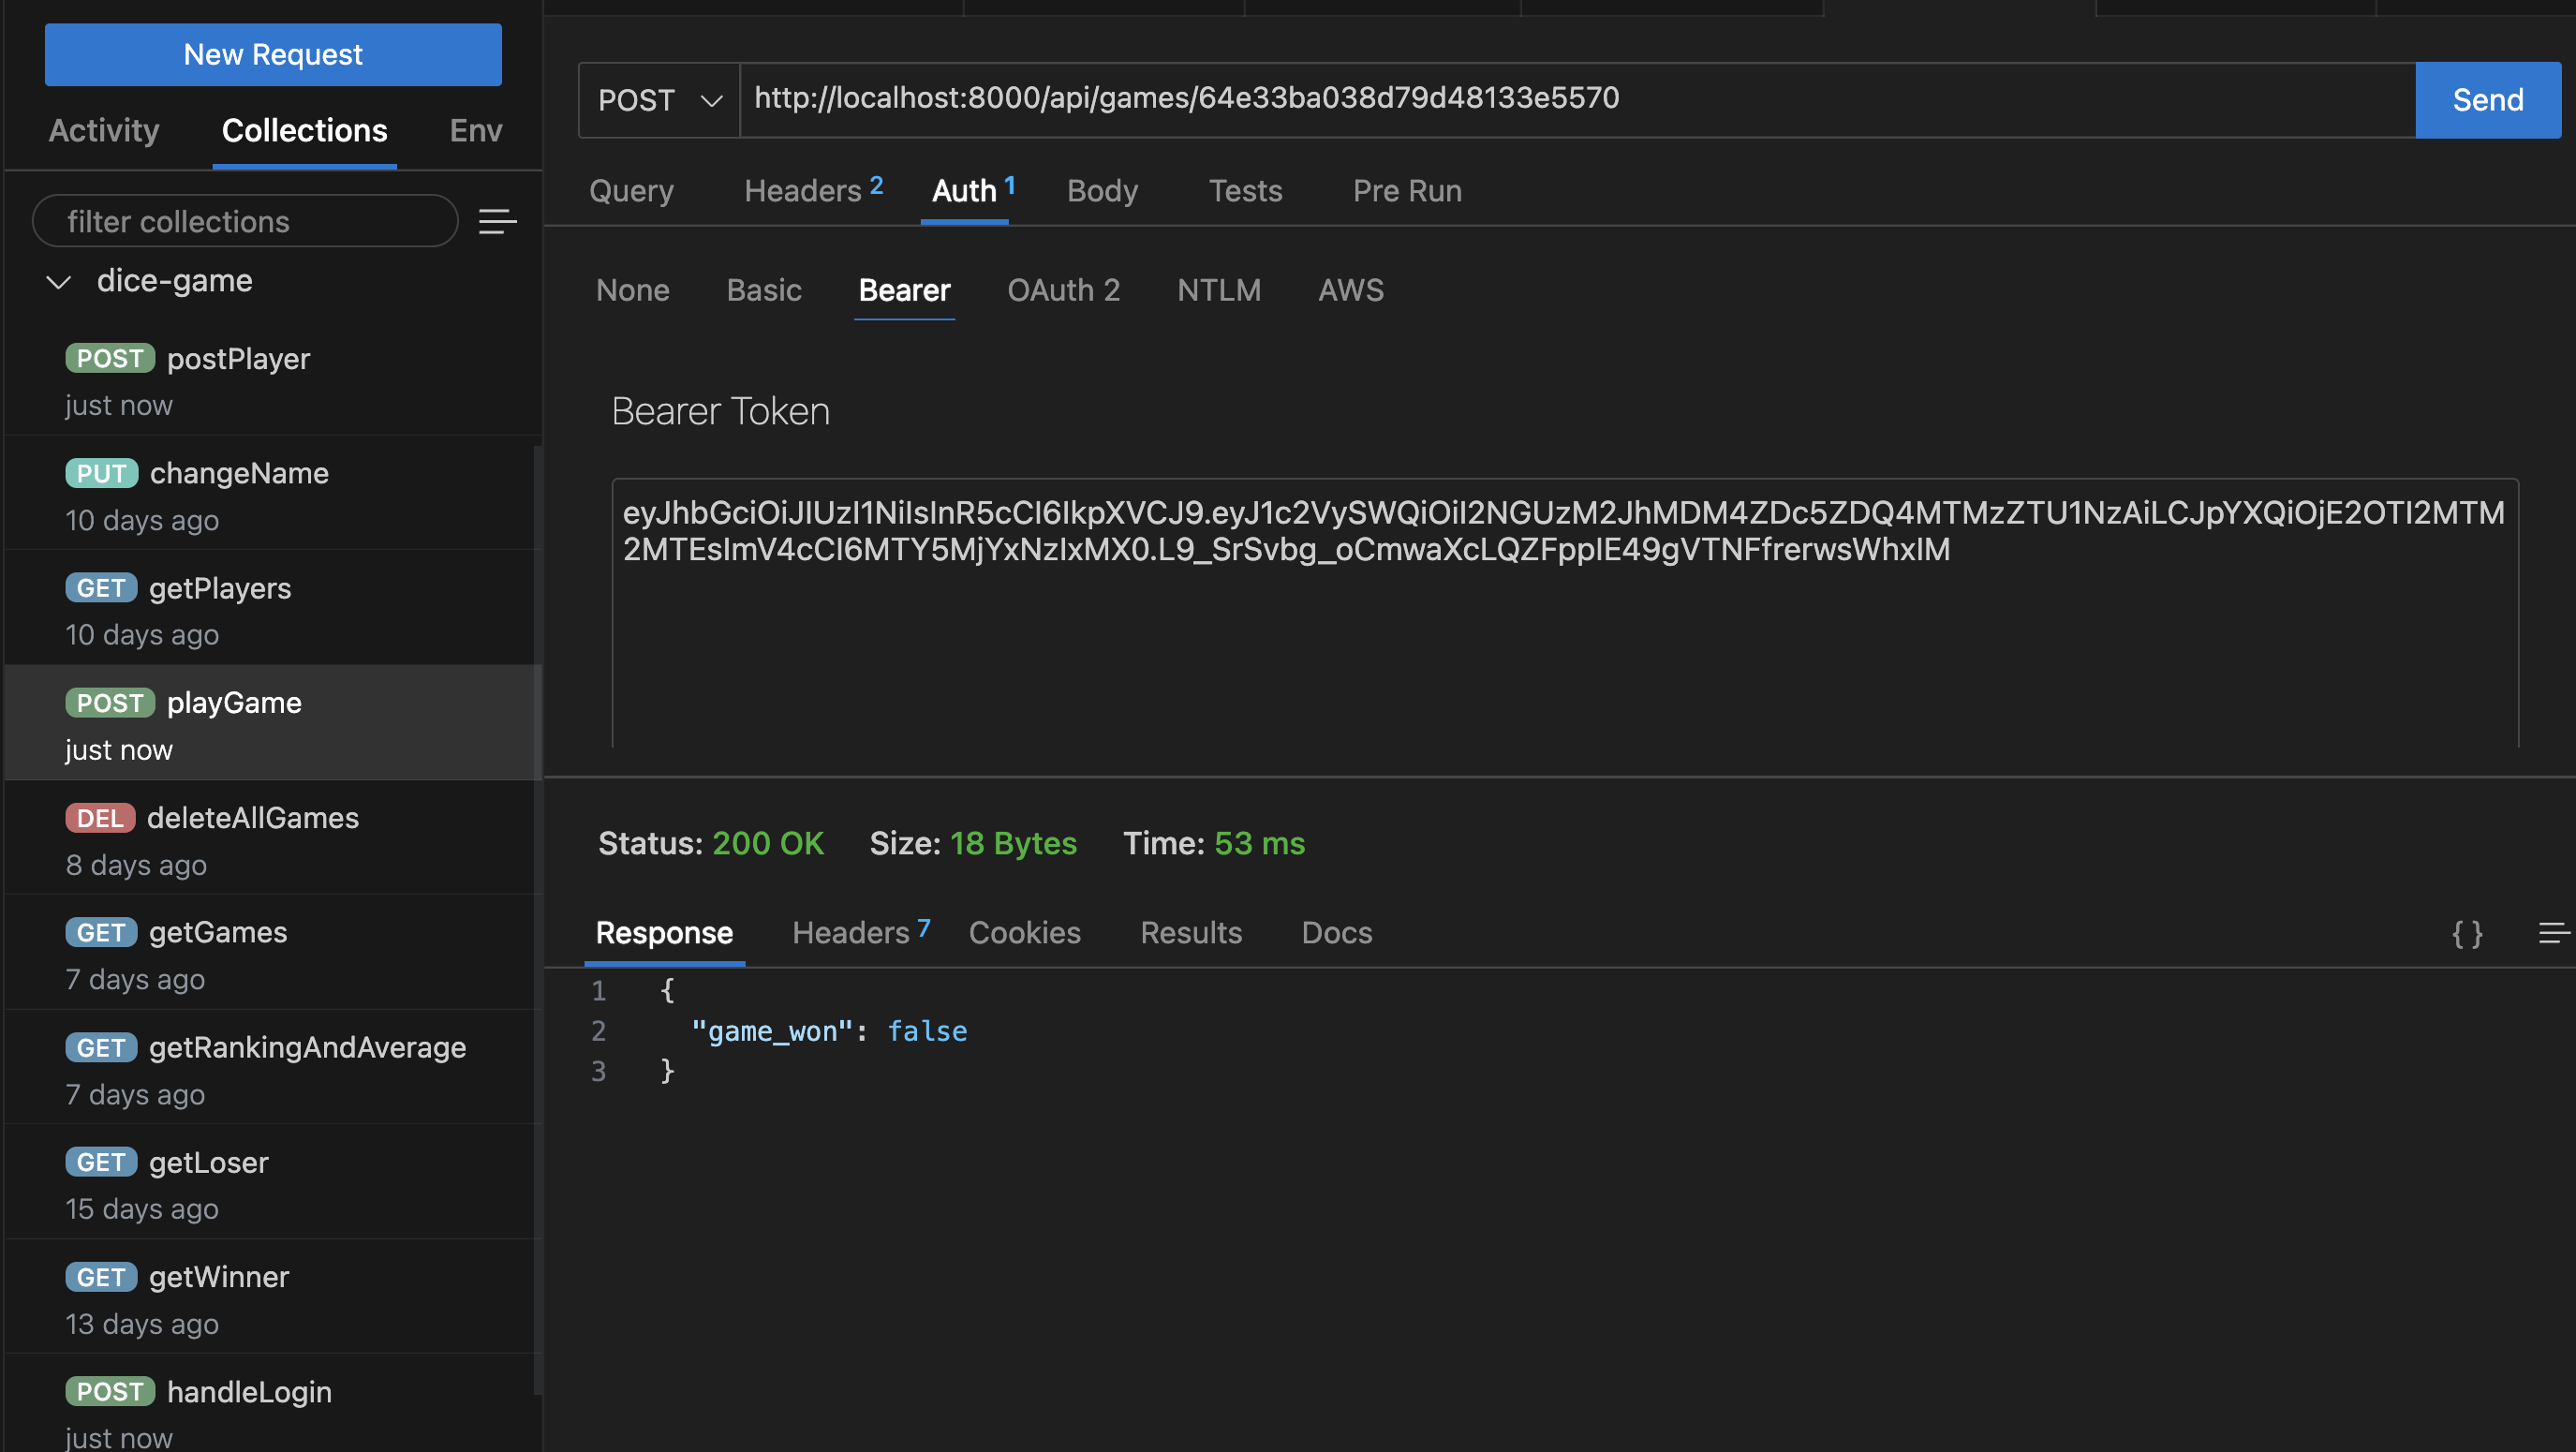 New Request
Activity Collections Env
filter collections
dice-game
POST postPlayer
just now
PUT changeName
10 days ago
GET getPlayers
10 days ago
POST playGame
just now
DEL deleteAllGames
8 days ago
GET getGames
7 days ago
GET getRankingAndAverage
7 days ago
GET getLoser
15 days ago
GET getWinner
13 days ago
POST handleLogin
just now
POST http://localhost:8000/api/games/64e33ba038d79d48133e5570 Send
Query Headers 2 Auth 1 Body Tests Pre Run
None Basic Bearer OAuth 2 NTLM AWS
Bearer Token
eyJhbGciOiJIUzI1NiIsInR5cCI6IkpXVCJ9.eyJ1c2VySWQiOiI2NGUzM2JhMDM4ZDc5ZDQ4MTMzZTU1NzAiLCJpYXQiOjE2OTI2MTM
2MTEsImV4cCI6MTY5MjYxNzIxMX0.L9_SrSvbg_oCmwaXcLQZFppIE49gVTNFfrerwsWhxIM
Status: 200 OK Size: 18 Bytes Time: 53 ms
Response Headers 7 Cookies Results Docs { }
1 {
2 "game_won": false
3 }